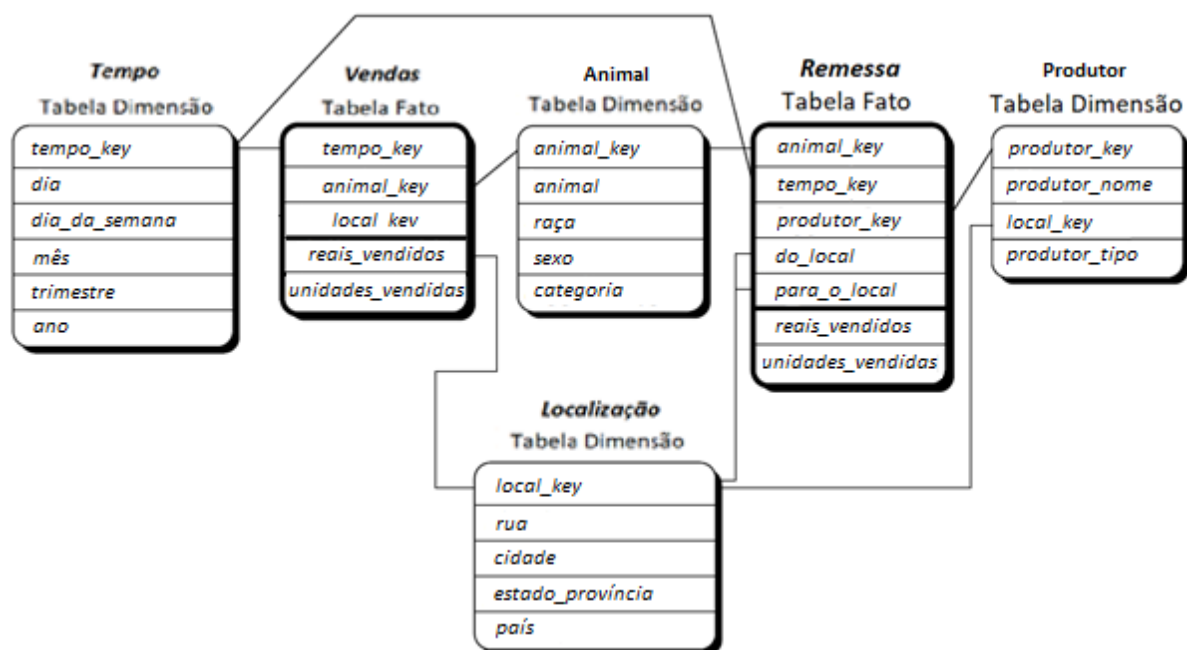 Tempo
Tabela Dimensão
tempo_key
dia
dia_da_semana
mês
trimestre
ano
Vendas
Tabela Fato
tempo_key
animal_key
local_kev
reais_vendidos
unidades_vendidas
Animal
Tabela Dimensão
animal_key
animal
raça
sexo
categoria
Remessa
Tabela Fato
animal_key
tempo_key
produtor_key
do_local
para_o_local
reais_vendidos
unidades_vendidas
Produtor
Tabela Dimensão
produtor_key
produtor_nome
local_key
produtor_tipo
Localização
Tabela Dimensão
local_key
rua
cidade
estado_província
país